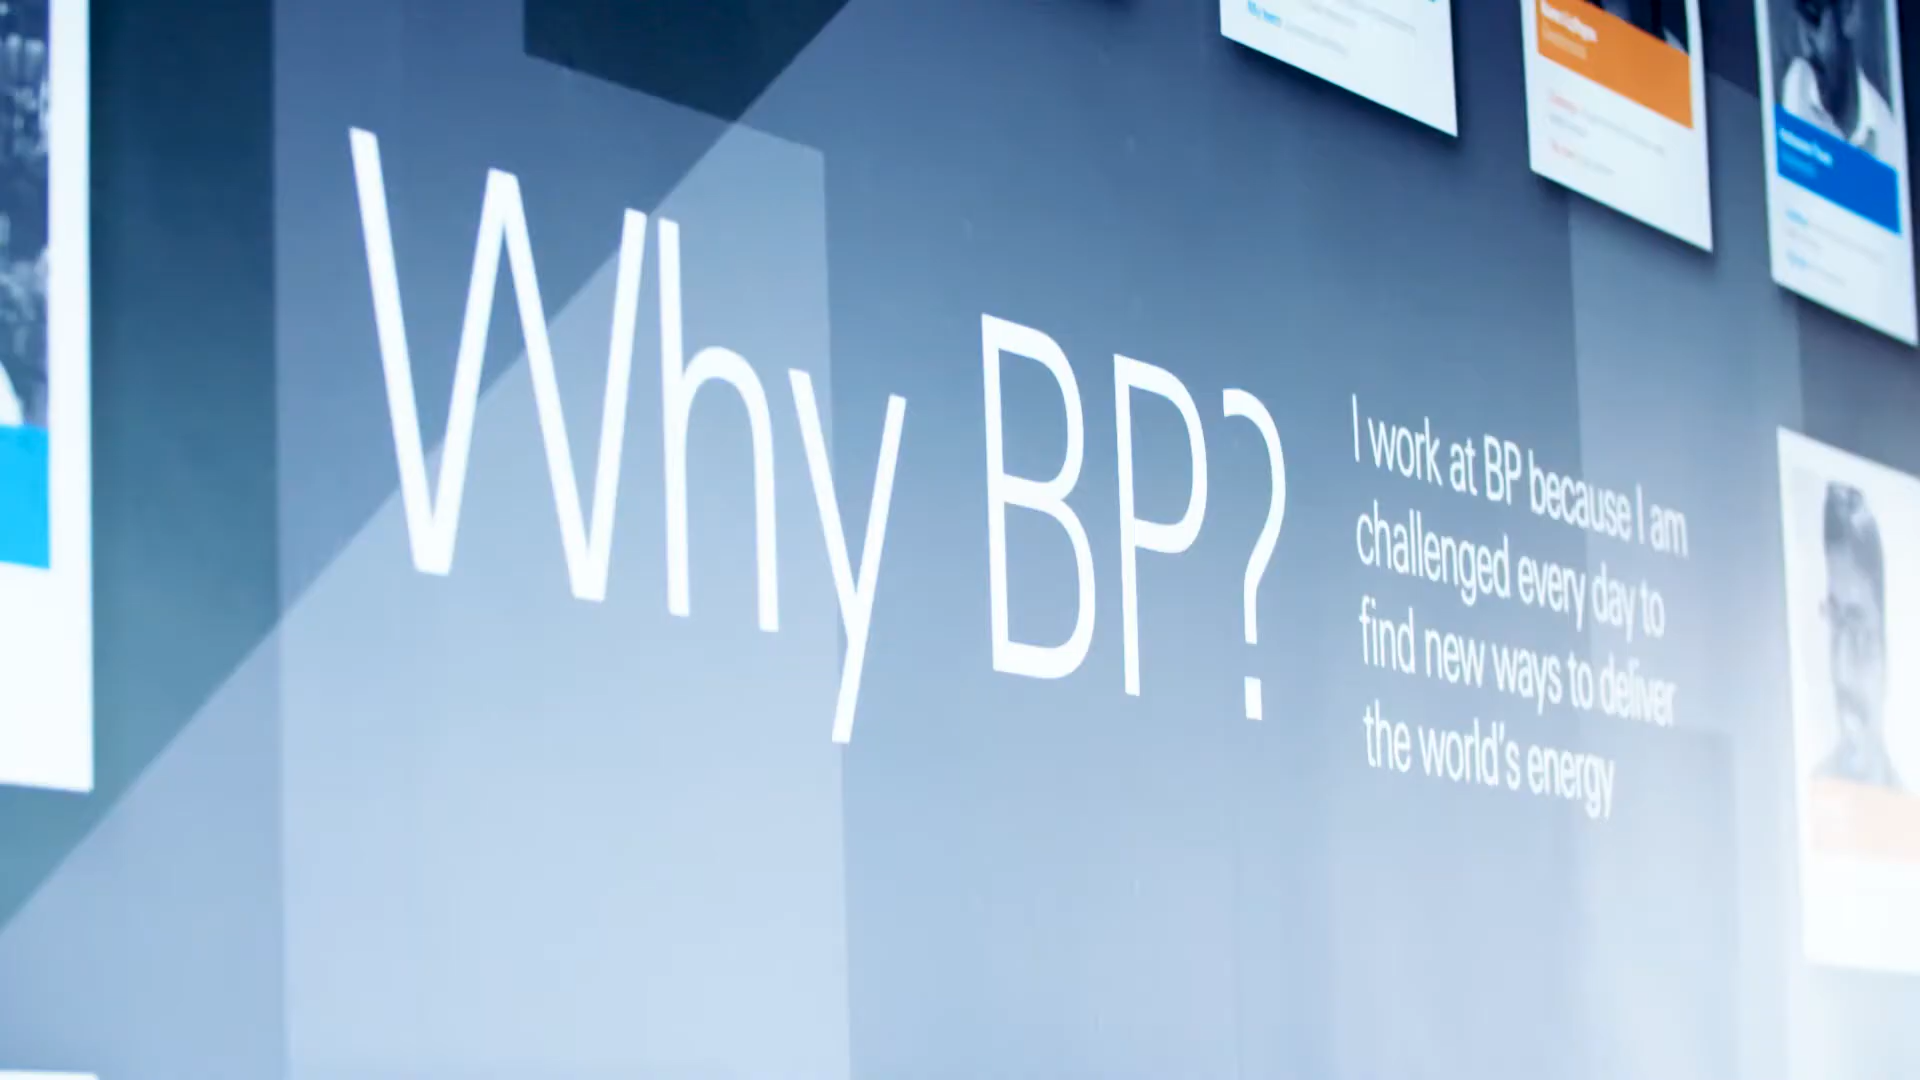 Why BP?
I work at BP because I am
challenged every day to
find new ways to deliver
the world's energy